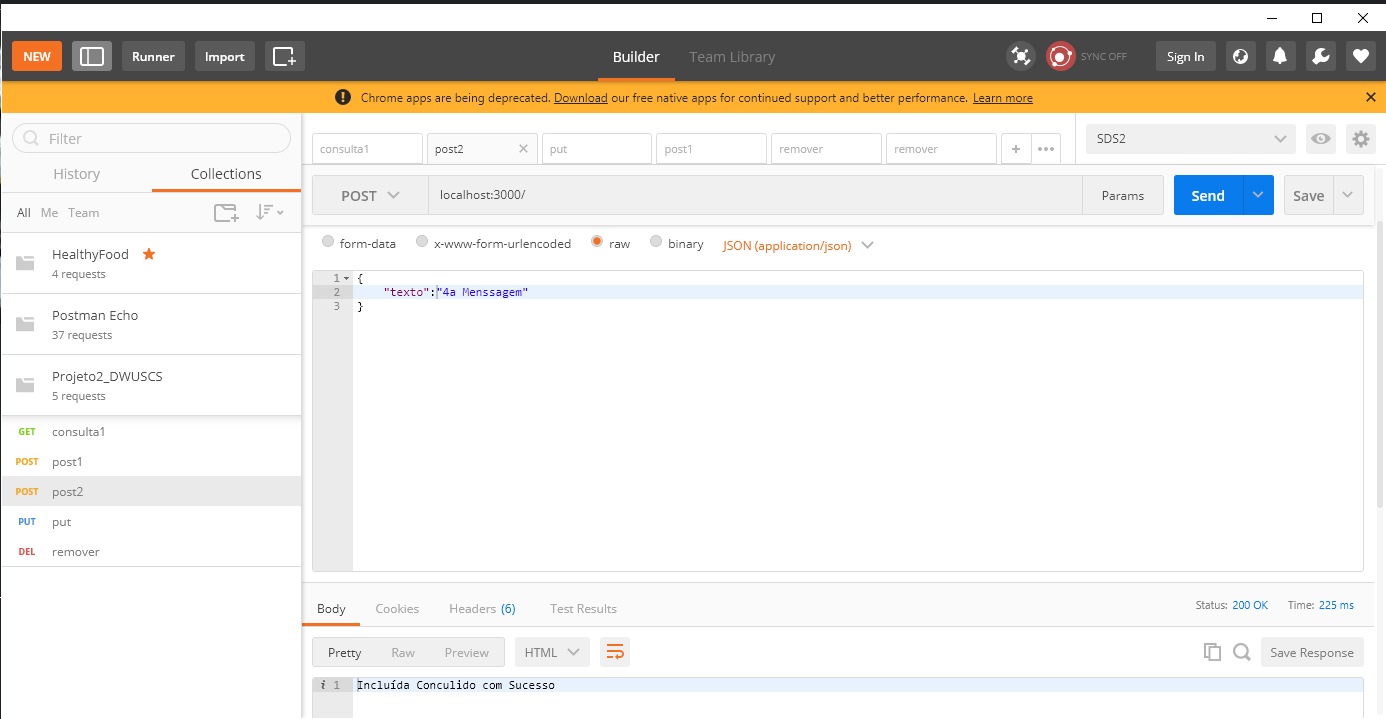 NEW Runner Import Builder Team Library SYNC OFF Sign In
Chrome apps are being deprecated. Download our free native apps for continued support and better performance. Learn more
Filter
History Collections
All Me Team
HealthyFood
4 requests
Postman Echo
37 requests
Projeto2_DWUSCS
5 requests
GET consulta1
POST post1
POST post2
PUT put
DEL remover
consulta1 post2 put post1 remover remover
SDS2
POST localhost:3000/ Params Send Save
form-data x-www-form-urlencoded raw binary JSON (application/json)
1 {
2 "texto":"4a Menssagem"
3 }
Body Cookies Headers (6) Test Results Status: 200 OK Time: 225 ms
Pretty Raw Preview HTML Save Response
i 1 Incluída Conculido com Sucesso